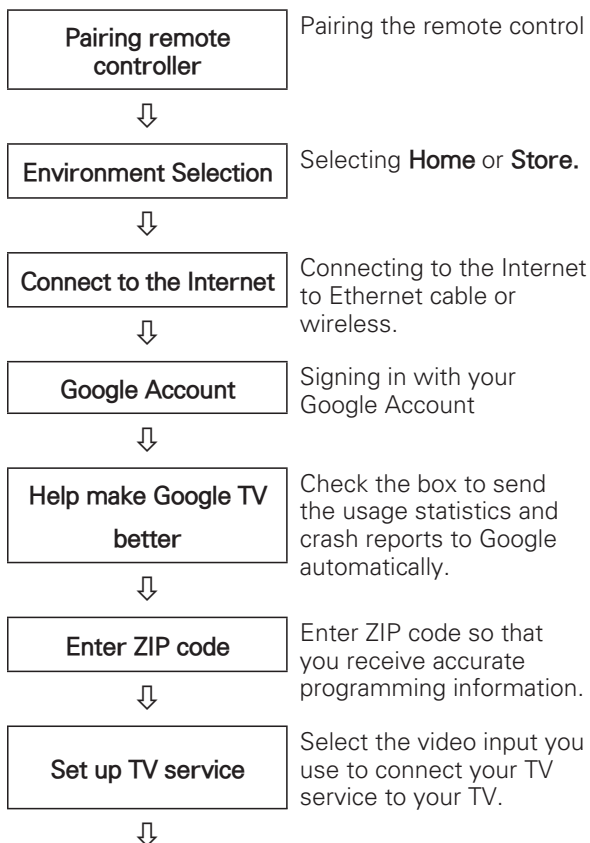 Pairing remote
controller
Pairing the remote control
⇩
Environment Selection
Selecting Home or Store.
⇩
Connect to the Internet
Connecting to the Internet
to Ethernet cable or
wireless.
⇩
Google Account
Signing in with your
Google Account
⇩
Help make Google TV
better
Check the box to send
the usage statistics and
crash reports to Google
automatically.
⇩
Enter ZIP code
Enter ZIP code so that
you receive accurate
programming information.
⇩
Set up TV service
Select the video input you
use to connect your TV
service to your TV.
⇩